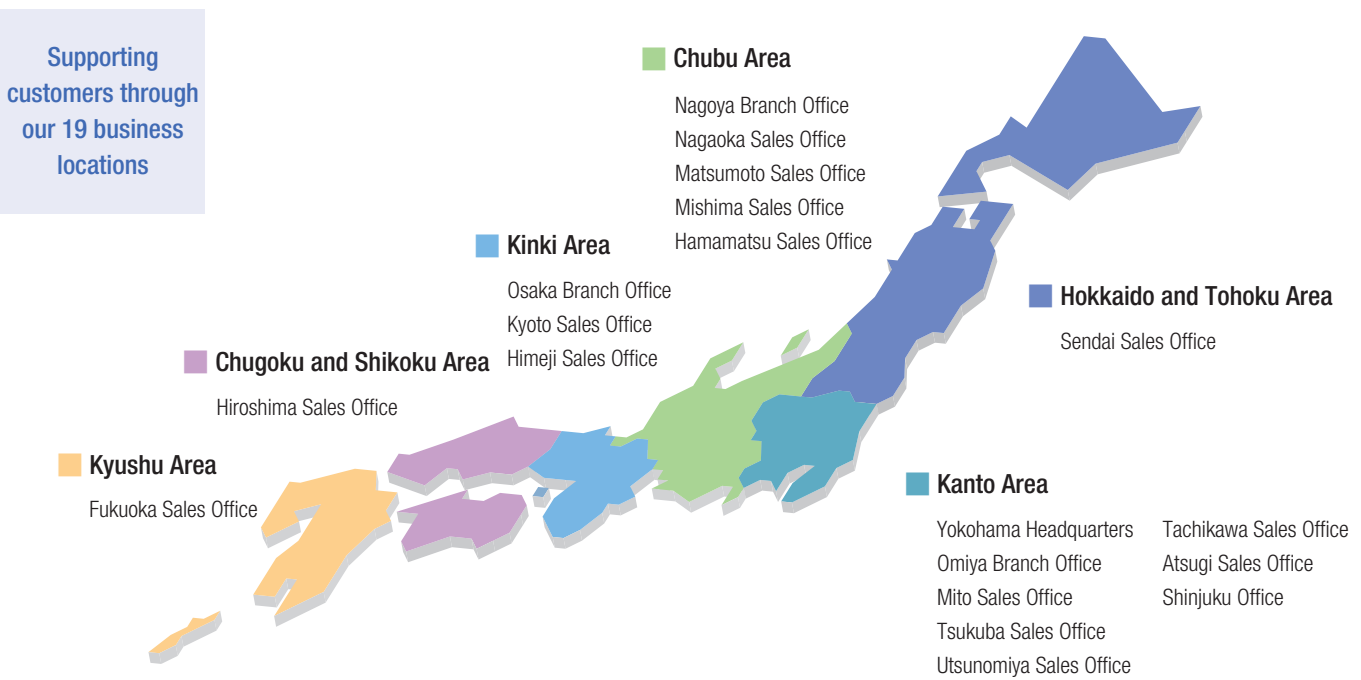 Supporting
customers through
our 19 business
locations
Chubu Area
Nagoya Branch Office
Nagaoka Sales Office
Matsumoto Sales Office
Mishima Sales Office
Hamamatsu Sales Office
Kinki Area
Osaka Branch Office
Kyoto Sales Office
Himeji Sales Office
Hokkaido and Tohoku Area
Sendai Sales Office
Chugoku and Shikoku Area
Hiroshima Sales Office
Kyushu Area
Fukuoka Sales Office
Kanto Area
Yokohama Headquarters
Omiya Branch Office
Mito Sales Office
Tsukuba Sales Office
Utsunomiya Sales Office
Tachikawa Sales Office
Atsugi Sales Office
Shinjuku Office